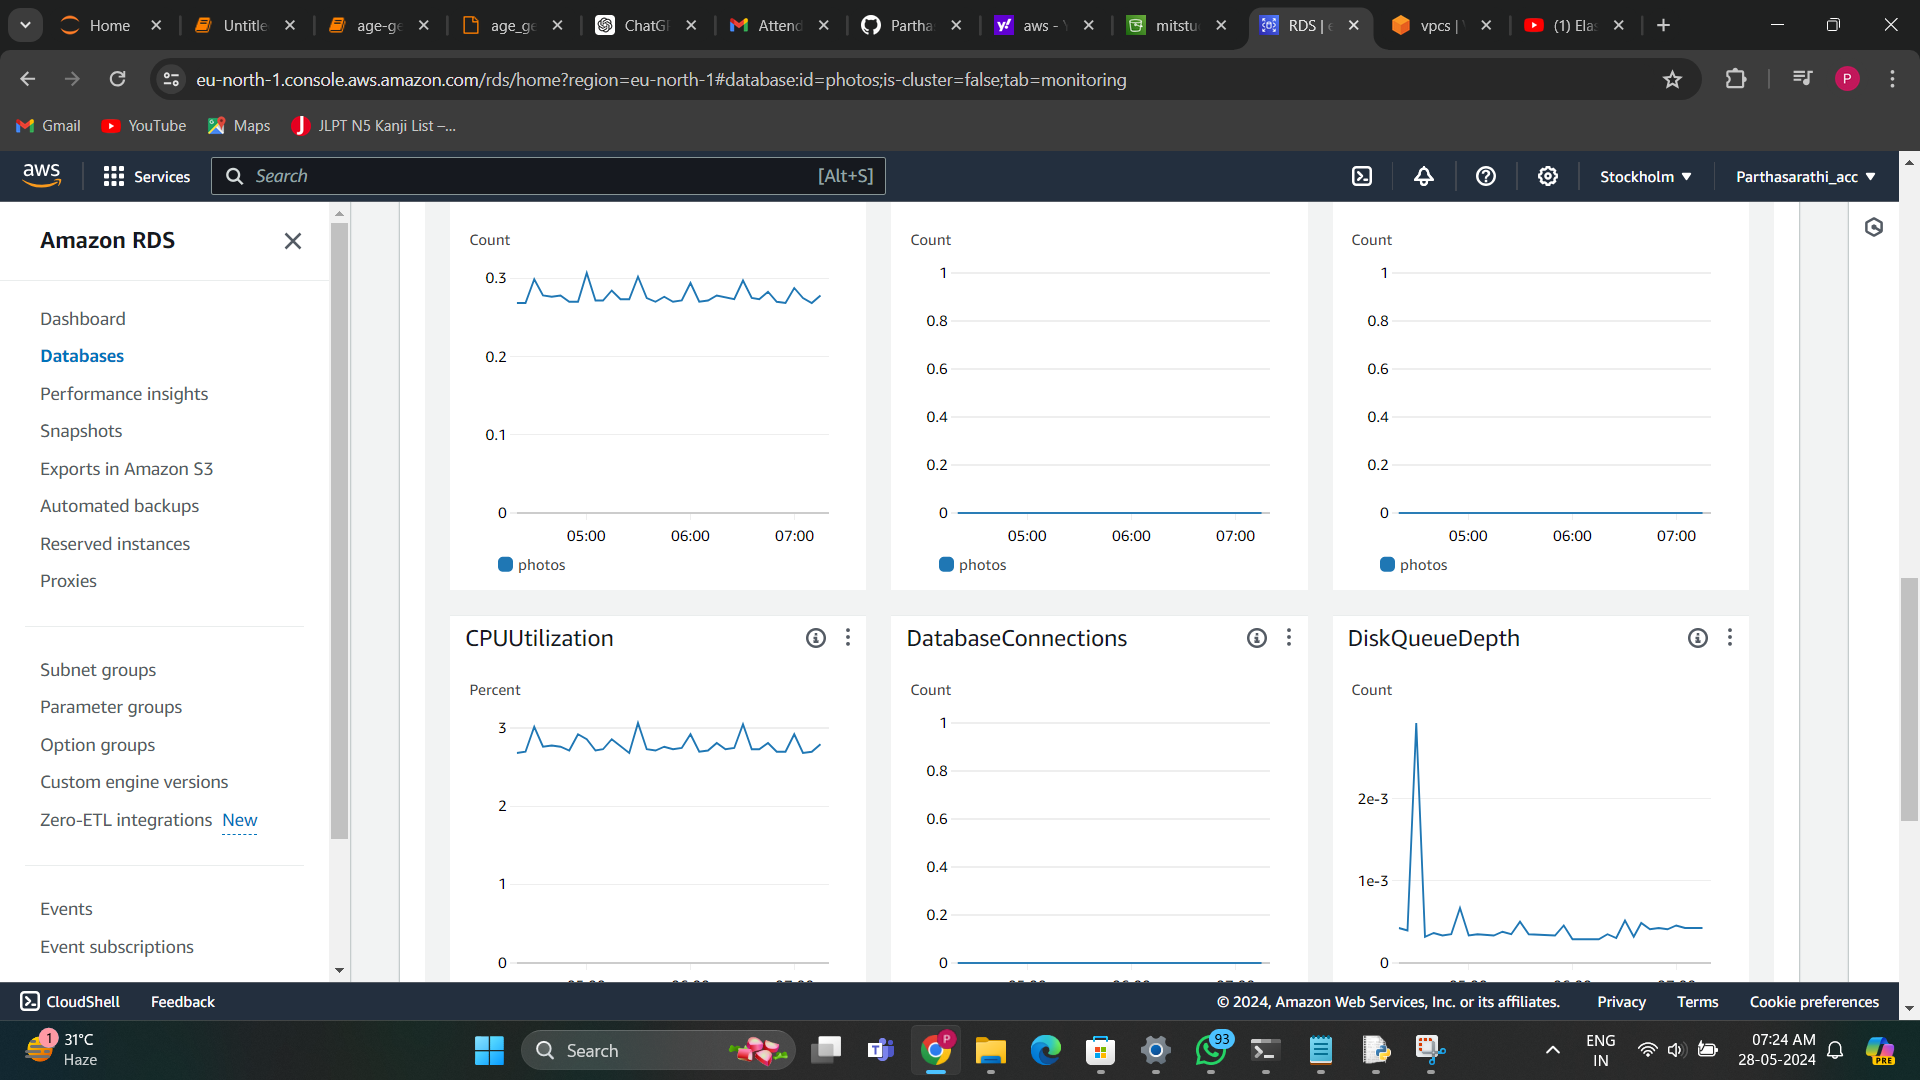 Home
Untitle
age-ge
age_ge
ChatG
Attend
Partha
aws -
mitstu
RDS | e
vpcs |
(1) Ela
eu-north-1.console.aws.amazon.com/rds/home?region=eu-north-1#database:id=photos;is-cluster=false;tab=monitoring
P
Gmail
YouTube
Maps
JLPT N5 Kanji List –...
aws
Services
Search
[Alt+S]
Stockholm
Parthasarathi_acc
Amazon RDS
Dashboard
Databases
Performance insights
Snapshots
Exports in Amazon S3
Automated backups
Reserved instances
Proxies
Subnet groups
Parameter groups
Option groups
Custom engine versions
Zero-ETL integrations New
Events
Event subscriptions
Count
0.3
0.2
0.1
0
05:00 06:00 07:00
photos
Count
1
0.8
0.6
0.4
0.2
0
05:00 06:00 07:00
photos
Count
1
0.8
0.6
0.4
0.2
0
05:00 06:00 07:00
photos
CPUUtilization
Percent
3
2
1
0
DatabaseConnections
Count
1
0.8
0.6
0.4
0.2
0
DiskQueueDepth
Count
2e-3
1e-3
0
CloudShell
Feedback
© 2024, Amazon Web Services, Inc. or its affiliates.
Privacy
Terms
Cookie preferences
1
31°C
Haze
Search
P
93
ENG
IN
07:24 AM
28-05-2024
PRE